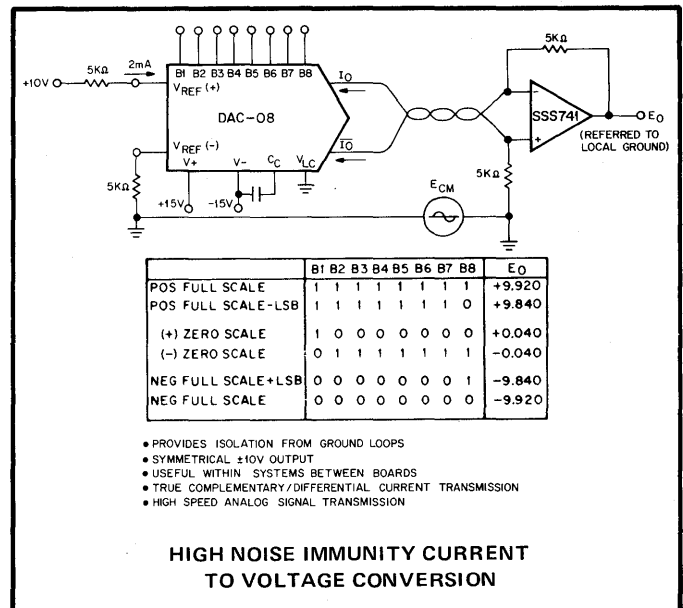 B1 B2 B3 B4 B5 B6 B7 B8
+10V
5KΩ
2mA
VREF (+)
IO
DAC-08
VREF (-)
IO
V+
V-
CC
VLC
5KΩ
+15V
-15V
ECM
5KΩ
5KΩ
-
SSS741
+
EO
(REFERRED TO
LOCAL GROUND)
B1 B2 B3 B4 B5 B6 B7 B8 EO
POS FULL SCALE 1 1 1 1 1 1 1 1 +9.920
POS FULL SCALE-LSB 1 1 1 1 1 1 1 0 +9.840
(+) ZERO SCALE 1 0 0 0 0 0 0 0 +0.040
(-) ZERO SCALE 0 1 1 1 1 1 1 1 -0.040
NEG FULL SCALE+LSB 0 0 0 0 0 0 0 1 -9.840
NEG FULL SCALE 0 0 0 0 0 0 0 0 -9.920
• PROVIDES ISOLATION FROM GROUND LOOPS
• SYMMETRICAL ±10V OUTPUT
• USEFUL WITHIN SYSTEMS BETWEEN BOARDS
• TRUE COMPLEMENTARY/DIFFERENTIAL CURRENT TRANSMISSION
• HIGH SPEED ANALOG SIGNAL TRANSMISSION
HIGH NOISE IMMUNITY CURRENT
TO VOLTAGE CONVERSION